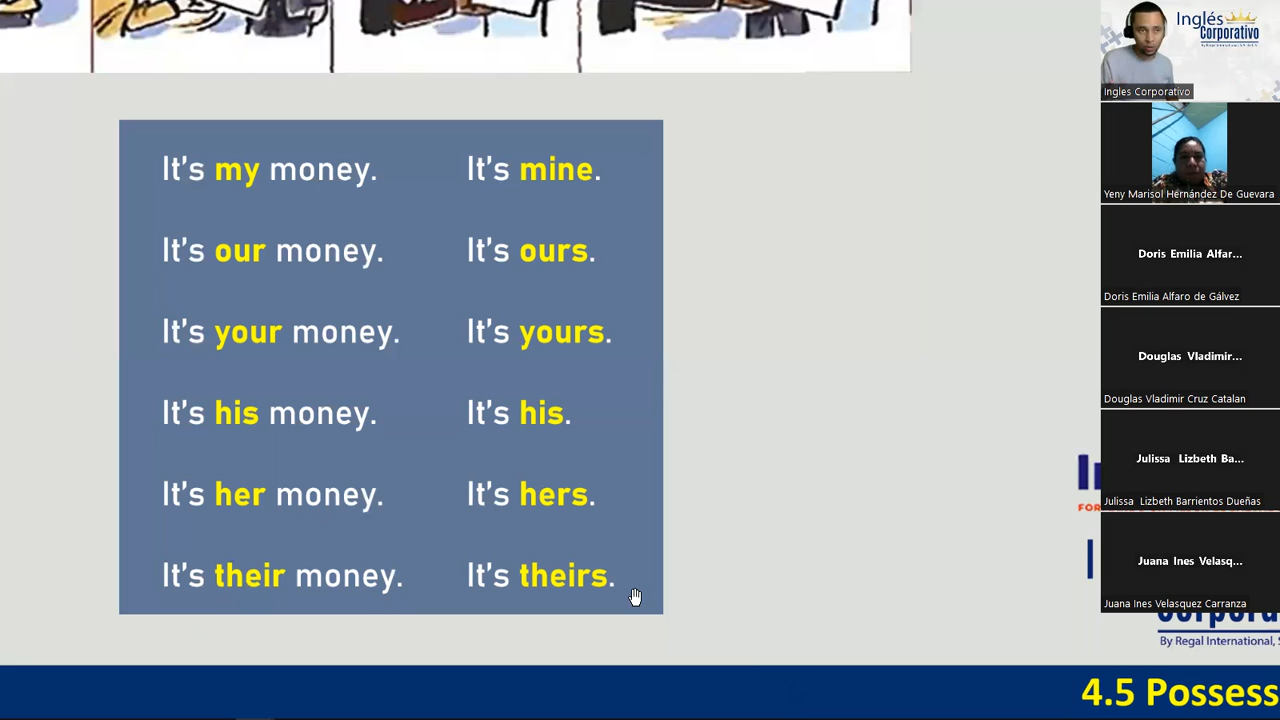 It's my money. It's mine.
It's our money. It's ours.
It's your money. It's yours.
It's his money. It's his.
It's her money. It's hers.
It's their money. It's theirs.
Inglés
Corporativo
Ingles Corporativo
Yeny Marisol Hernández De Guevara
Doris Emilia Alfar...
Doris Emilia Alfaro de Gálvez
Douglas Vladimir...
Douglas Vladimir Cruz Catalan
Julissa Lizbeth Ba...
Julissa Lizbeth Barrientos Dueñas
Juana Ines Velasq...
Juana Ines Velasquez Carranza
FOR
By Regal International, S
4.5 Possess